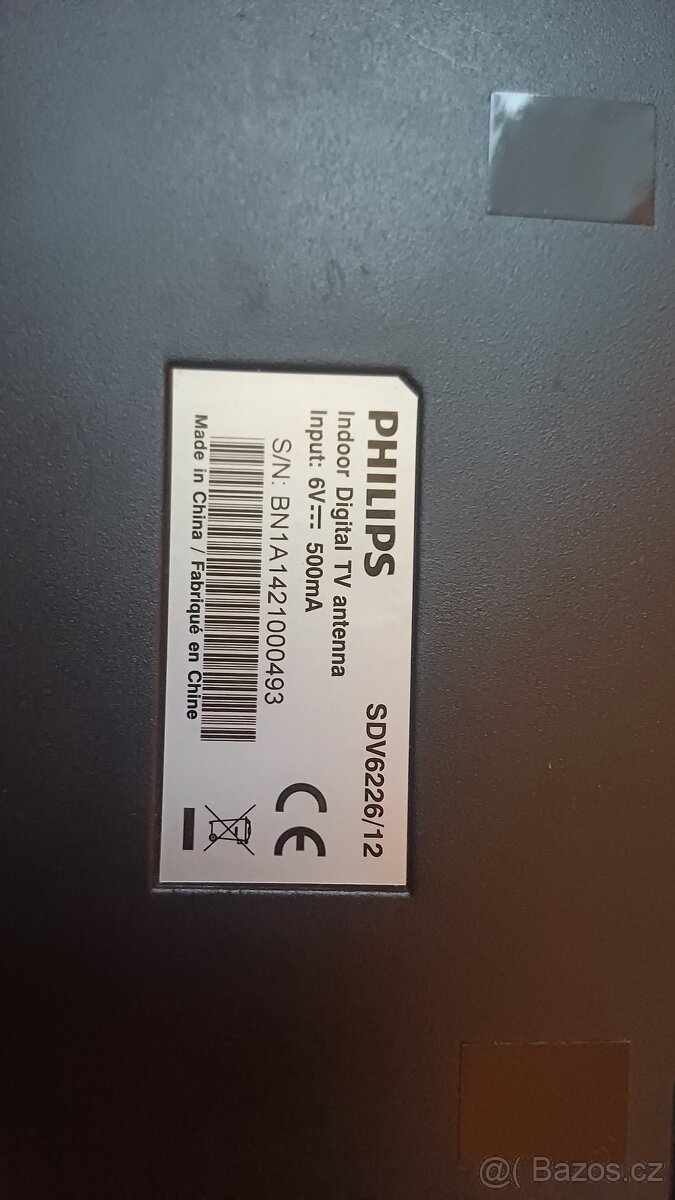 PHILIPS SDV6226/12
Indoor Digital TV antenna
Input: 6V⎓ 500mA
S/N: BN1A1421000493
Made in China / Fabriqué en Chine
CE
@( Bazos.cz